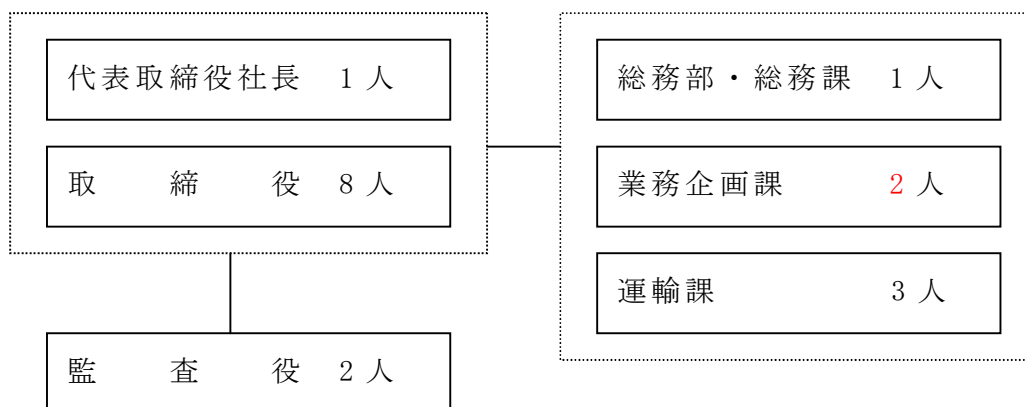 代表取締役社長 1人
取締役 8人
監査役 2人
総務部・総務課 1人
業務企画課 2人
運輸課 3人